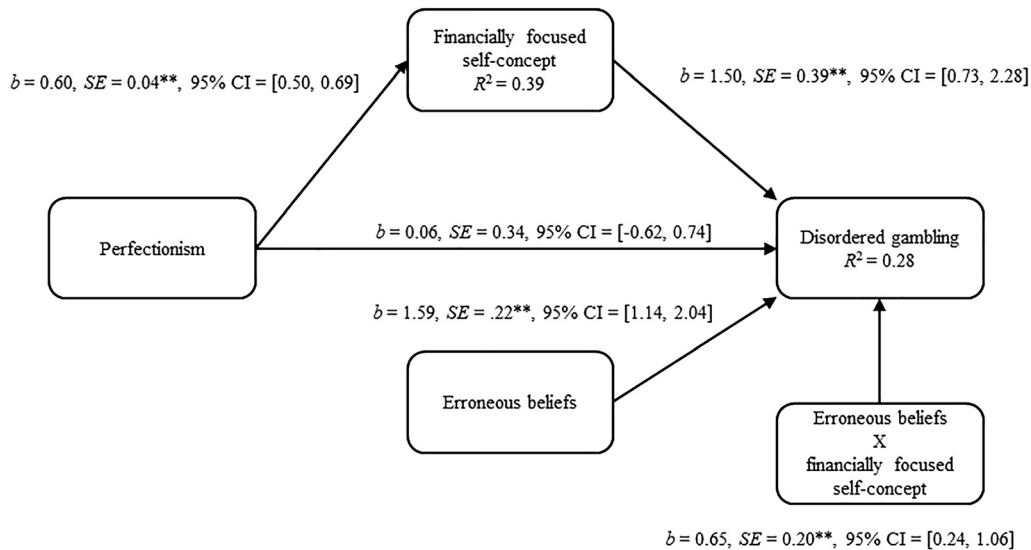 Financially focused
self-concept
R² = 0.39
b = 0.60, SE = 0.04**, 95% CI = [0.50, 0.69]
b = 1.50, SE = 0.39**, 95% CI = [0.73, 2.28]
Perfectionism
b = 0.06, SE = 0.34, 95% CI = [-0.62, 0.74]
Disordered gambling
R² = 0.28
b = 1.59, SE = .22**, 95% CI = [1.14, 2.04]
Erroneous beliefs
Erroneous beliefs
X
financially focused
self-concept
b = 0.65, SE = 0.20**, 95% CI = [0.24, 1.06]